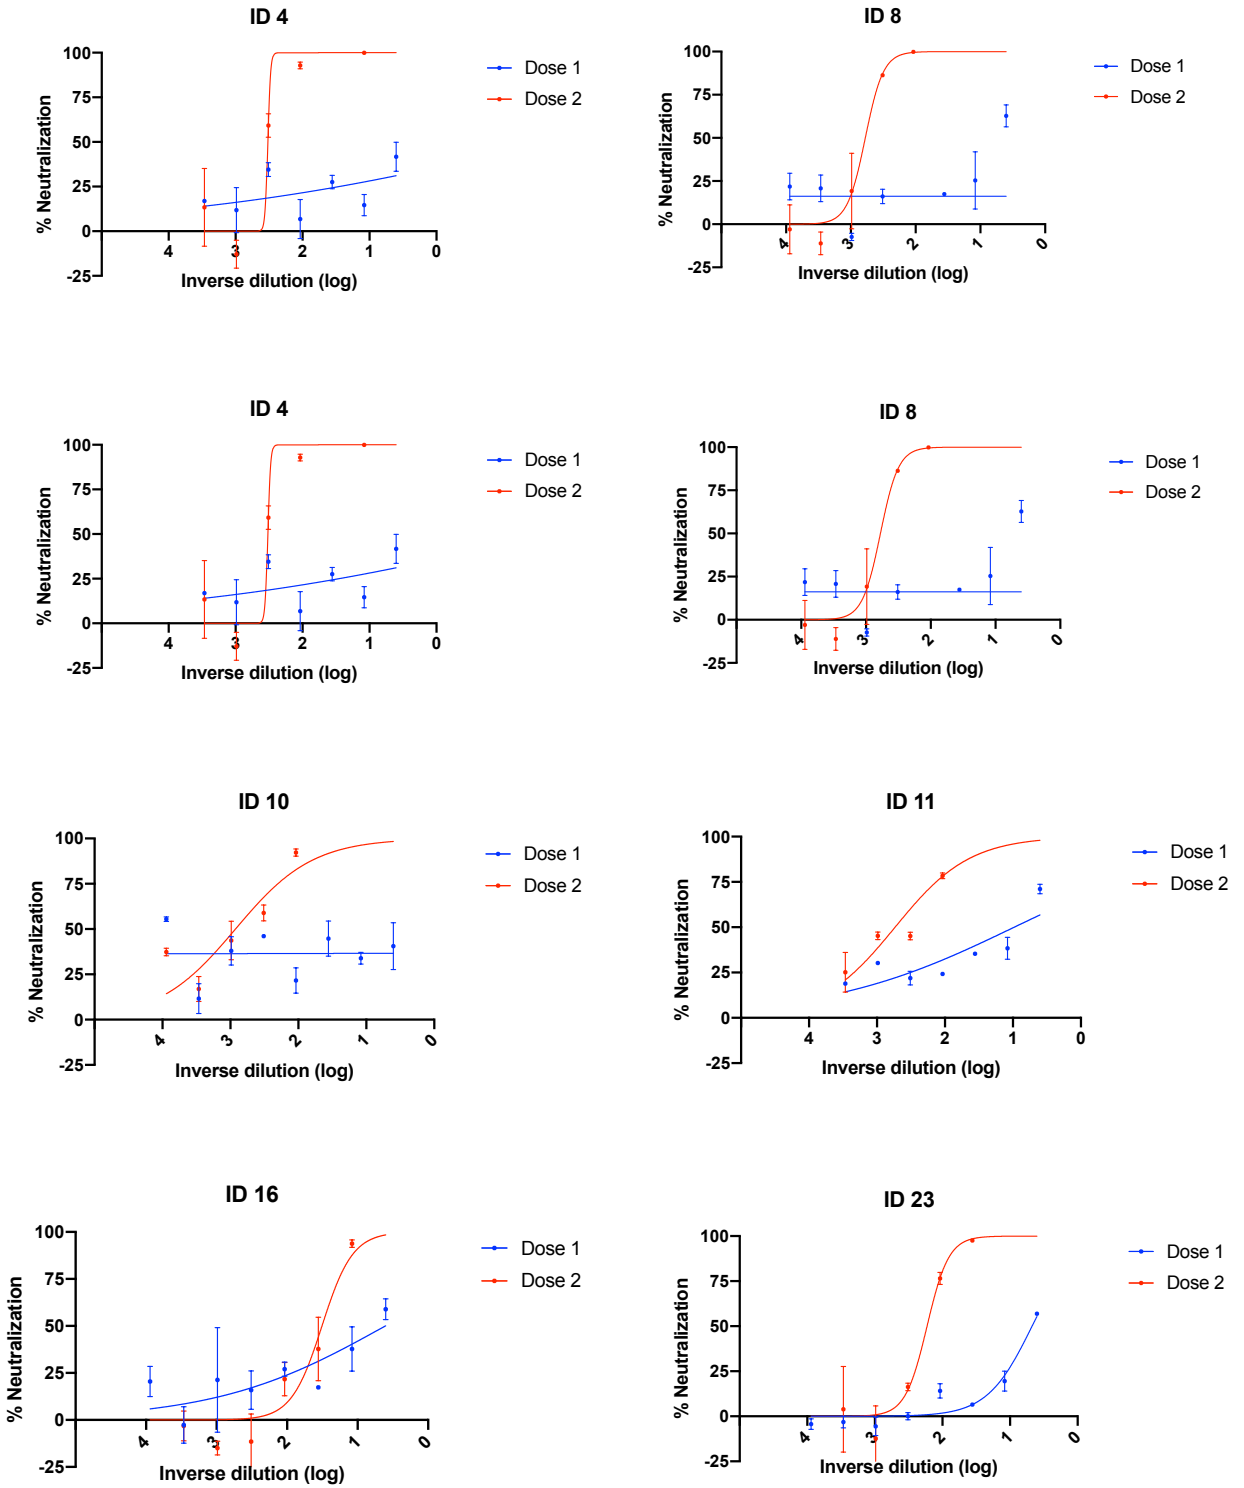 ID 4
100
75
50
25
0
-25
% Neutralization
4
3
2
1
0
Inverse dilution (log)
Dose 1
Dose 2
ID 8
100
75
50
25
0
-25
% Neutralization
4
3
2
1
0
Inverse dilution (log)
Dose 1
Dose 2
ID 4
100
75
50
25
0
-25
% Neutralization
4
3
2
1
0
Inverse dilution (log)
Dose 1
Dose 2
ID 8
100
75
50
25
0
-25
% Neutralization
4
3
2
1
0
Inverse dilution (log)
Dose 1
Dose 2
ID 10
100
75
50
25
0
-25
% Neutralization
4
3
2
1
0
Inverse dilution (log)
Dose 1
Dose 2
ID 11
100
75
50
25
0
-25
% Neutralization
4
3
2
1
0
Inverse dilution (log)
Dose 1
Dose 2
ID 16
100
75
50
25
0
-25
% Neutralization
4
3
2
1
0
Inverse dilution (log)
Dose 1
Dose 2
ID 23
100
75
50
25
0
-25
% Neutralization
4
3
2
1
0
Inverse dilution (log)
Dose 1
Dose 2